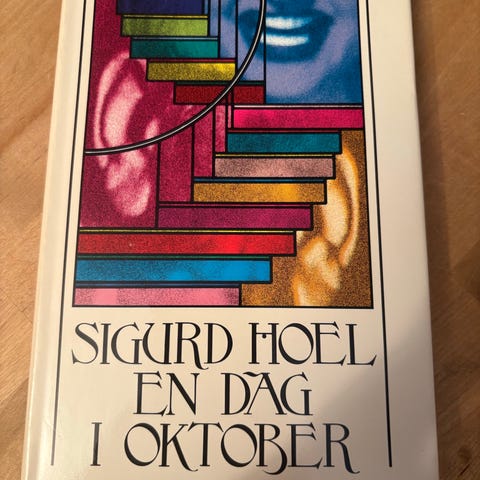 SIGURD HOEL
EN DAG
I OKTOBER